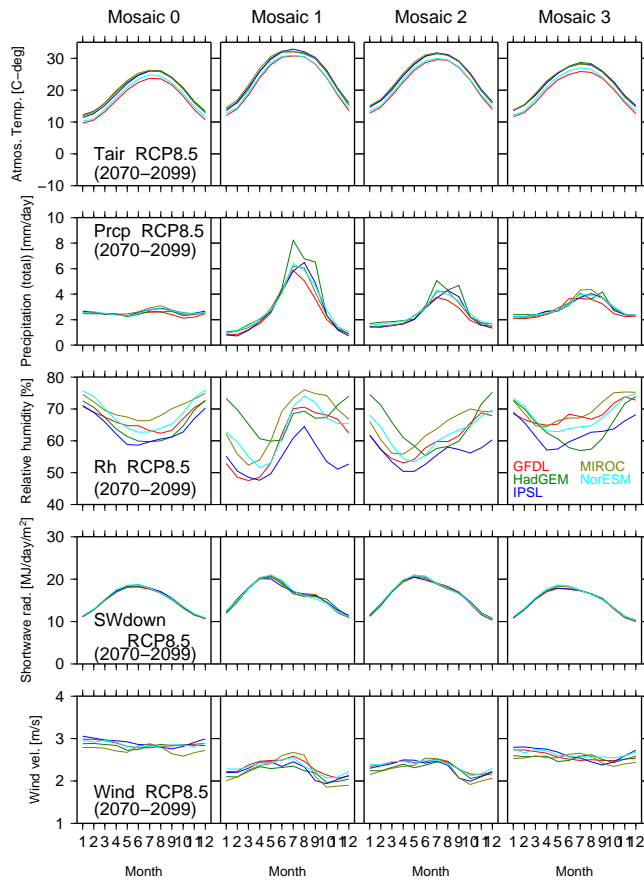 Mosaic 0 Mosaic 1 Mosaic 2 Mosaic 3
Atmos. Temp. [C−deg]
30
20
10
0
−10
Tair RCP8.5
(2070−2099)
Precipitation (total) [mm/day]
10
8
6
4
2
0
Prcp RCP8.5
(2070−2099)
Relative humidity [%]
80
70
60
50
40
Rh RCP8.5
(2070−2099)
GFDL MIROC
HadGEM NorESM
IPSL
Shortwave rad. [MJ/day/m²]
30
20
10
0
SWdown
RCP8.5
(2070−2099)
Wind vel. [m/s]
4
3
2
1
Wind RCP8.5
(2070−2099)
1 2 3 4 5 6 7 8 9 10 11 12 1 2 3 4 5 6 7 8 9 10 11 12 1 2 3 4 5 6 7 8 9 10 11 12 1 2 3 4 5 6 7 8 9 10 11 12
Month Month Month Month